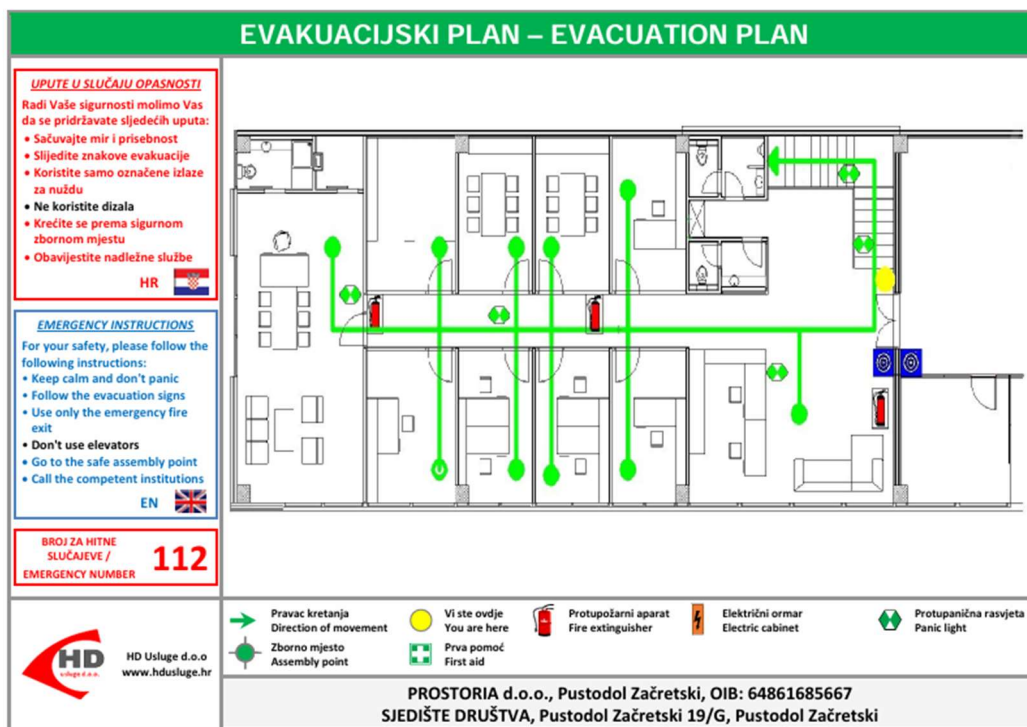 EVAKUACIJSKI PLAN – EVACUATION PLAN
UPUTE U SLUČAJU OPASNOSTI
Radi Vaše sigurnosti molimo Vas
da se pridržavate sljedećih uputa:
• Sačuvajte mir i prisebnost
• Slijedite znakove evakuacije
• Koristite samo označene izlaze
za nuždu
• Ne koristite dizala
• Krećite se prema sigurnom
zbornom mjestu
• Obavijestite nadležne službe
HR
EMERGENCY INSTRUCTIONS
For your safety, please follow the
following instructions:
• Keep calm and don't panic
• Follow the evacuation signs
• Use only the emergency fire
exit
• Don't use elevators
• Go to the safe assembly point
• Call the competent institutions
EN
BROJ ZA HITNE
SLUČAJEVE /
EMERGENCY NUMBER
112
HD
usluge d.o.o.
HD Usluge d.o.o
www.hdusluge.hr
Pravac kretanja
Direction of movement
Vi ste ovdje
You are here
Protupožarni aparat
Fire extinguisher
Električni ormar
Electric cabinet
Protupanična rasvjeta
Panic light
Zborno mjesto
Assembly point
Prva pomoć
First aid
PROSTORIA d.o.o., Pustodol Začretski, OIB: 64861685667
SJEDIŠTE DRUŠTVA, Pustodol Začretski 19/G, Pustodol Začretski